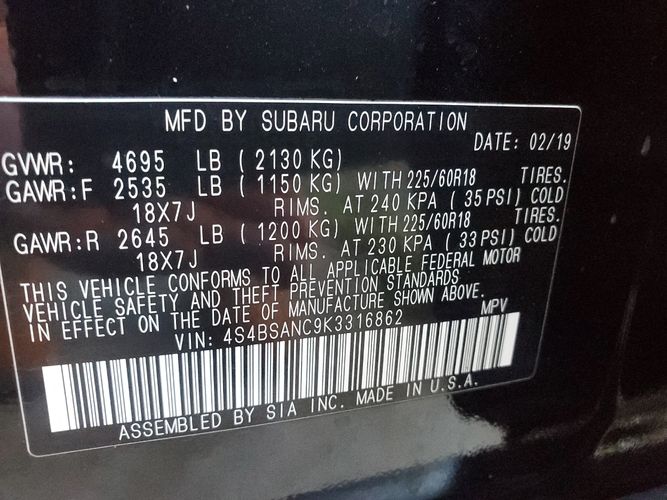 MFD BY SUBARU CORPORATION
DATE: 02/19
GVWR: 4695 LB (2130 KG)
GAWR:F 2535 LB (1150 KG) WITH 225/60R18 TIRES.
18X7J RIMS. AT 240 KPA (35 PSI) COLD
GAWR:R 2645 LB (1200 KG) WITH 225/60R18 TIRES.
18X7J RIMS. AT 230 KPA (33 PSI) COLD
THIS VEHICLE CONFORMS TO ALL APPLICABLE FEDERAL MOTOR
VEHICLE SAFETY AND THEFT PREVENTION STANDARDS
IN EFFECT ON THE DATE OF MANUFACTURE SHOWN ABOVE.
VIN: 4S4BSANC9K3316862 MPV
ASSEMBLED BY SIA INC. MADE IN U.S.A.